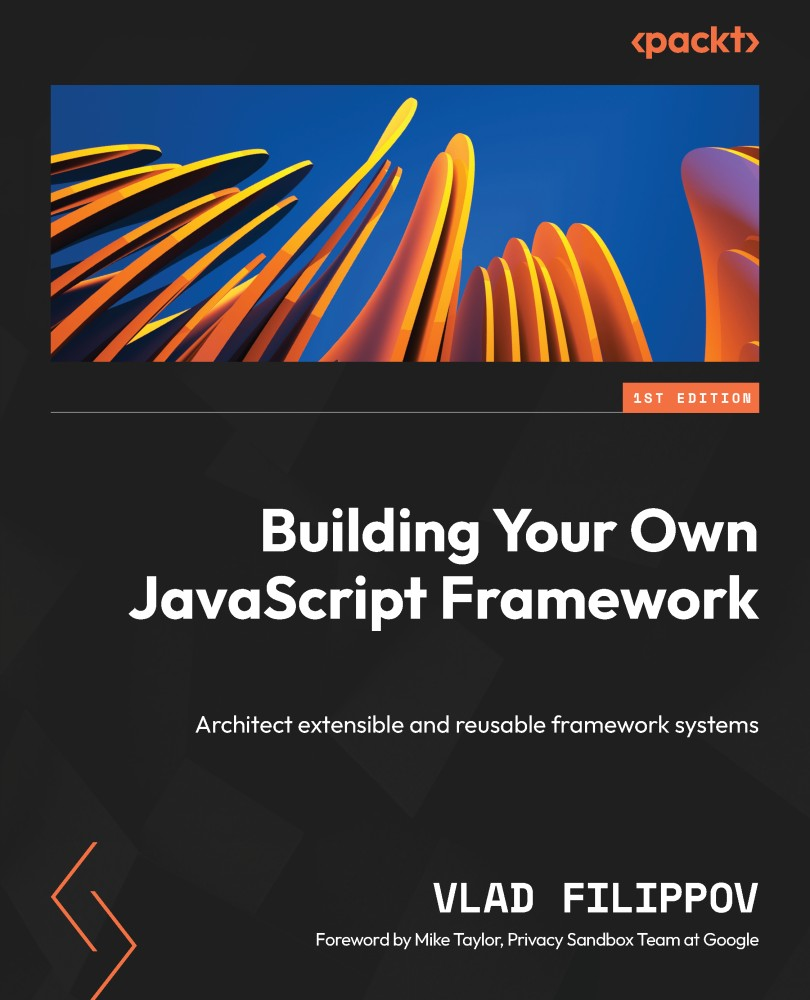 <packt>
1ST EDITION
Building Your Own
JavaScript Framework
Architect extensible and reusable framework systems
VLAD FILIPPOV
Foreword by Mike Taylor, Privacy Sandbox Team at Google